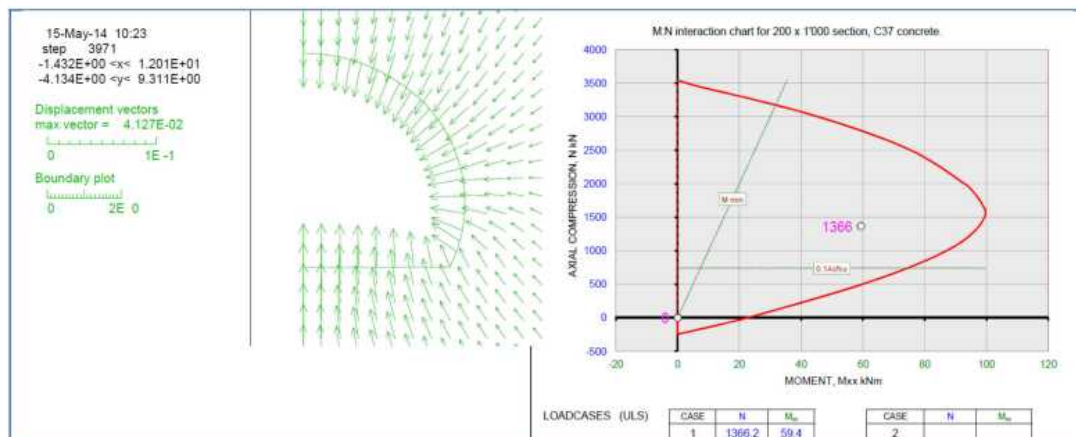 15-May-14 10:23
step 3971
-1.432E+00 <x< 1.201E+01
-4.134E+00 <y< 9.311E+00
Displacement vectors
max.vector = 4.127E-02
0 1E -1
Boundary plot
0 2E 0
M:N interaction chart for 200 x 1'000 section, C37 concrete.
AXIAL COMPRESSION, N kN
4000
3500
3000
2500
2000
1500
1000
500
0
-500
M min
1366
0
-20 0 20 40 60 80 100 120
MOMENT, Mxx kNm
LOADCASES (ULS)
CASE N
1 1366.2 59.4
CASE N
2